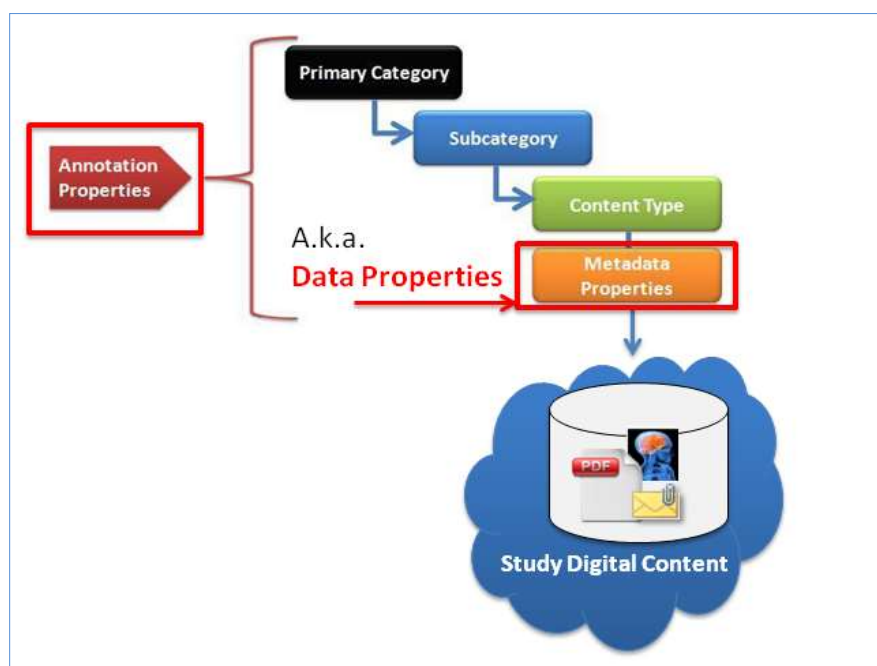 Primary Category
Subcategory
Annotation
Properties
Content Type
A.k.a.
Data Properties
Metadata
Properties
PDF
Study Digital Content